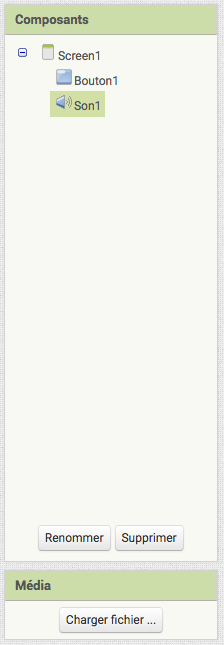 Composants
Screen1
Bouton1
Son1
Renommer Supprimer
Média
Charger fichier ...